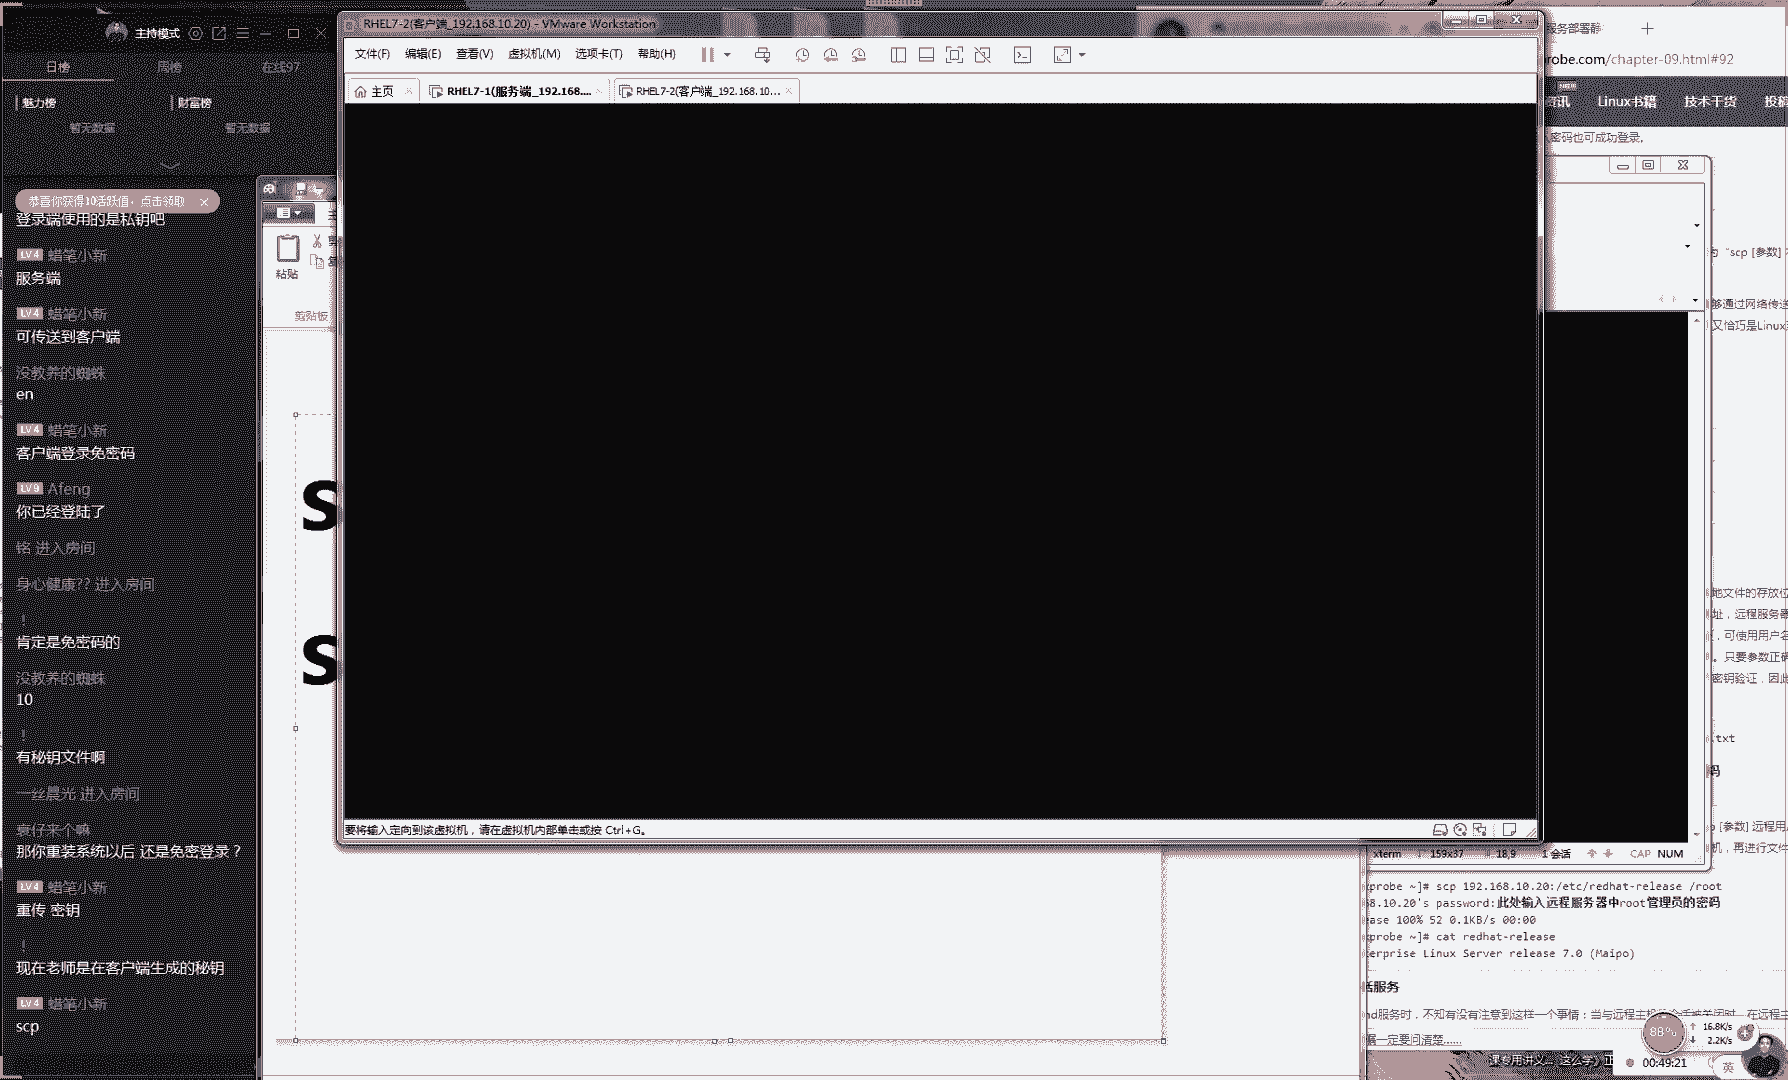 主持模式
日榜 周榜 在线97
魅力榜 财富榜
暂无数据 暂无数据
恭喜你获得10活跃值，点击领取 ×
登录端使用的是私钥吧
LV4 蜡笔小新
服务端
LV4 蜡笔小新
可传送到客户端
没教养的蜘蛛
en
LV4 蜡笔小新
客户端登录免密码
LV9 Afeng
你已经登陆了
铭 进入房间
身心健康?? 进入房间
！
肯定是免密码的
没教养的蜘蛛
10
！
有秘钥文件啊
一丝晨光 进入房间
衰仔来个嘛
那你重装系统以后 还是免密登录？
LV4 蜡笔小新
重传 密钥
！
现在老师是在客户端生成的秘钥
LV4 蜡笔小新
scp
粘贴
剪贴板
S
S
RHEL7-2(客户端_192.168.10.20) - VMware Workstation
文件(F) 编辑(E) 查看(V) 虚拟机(M) 选项卡(T) 帮助(H)
主页 × RHEL7-1(服务端_192.168.... × RHEL7-2(客户端_192.168.10... ×
要将输入定向到该虚拟机，请在虚拟机内部单击或按 Ctrl+G。
服务部署静
probe.com/chapter-09.html#92
资讯 Linux书籍 技术干货 投稿
密码也可成功登录。
为“scp [参数]
够通过网络传送
又恰巧是Linux
地文件的存放位
址，远程服务器
，可使用用户名
。只要参数正确
密钥验证，因此
.txt
码
p [参数] 远程用户
机，再进行文件
xterm 159x37 18,9 1 会话 CAP NUM
probe ~]# scp 192.168.10.20:/etc/redhat-release /root
8.10.20's password:此处输入远程服务器中root管理员的密码
ase 100% 52 0.1KB/s 00:00
probe ~]# cat redhat-release
erprise Linux Server release 7.0 (Maipo)
话服务
hd服务时，不知有没有注意到这样一个事情：当与远程主机的会话被关闭时，在远程主
嘱一定要问清楚......
88% 16.8K/s
2.2K/s
课专用讲义... 这么学)正
00:49:21
英